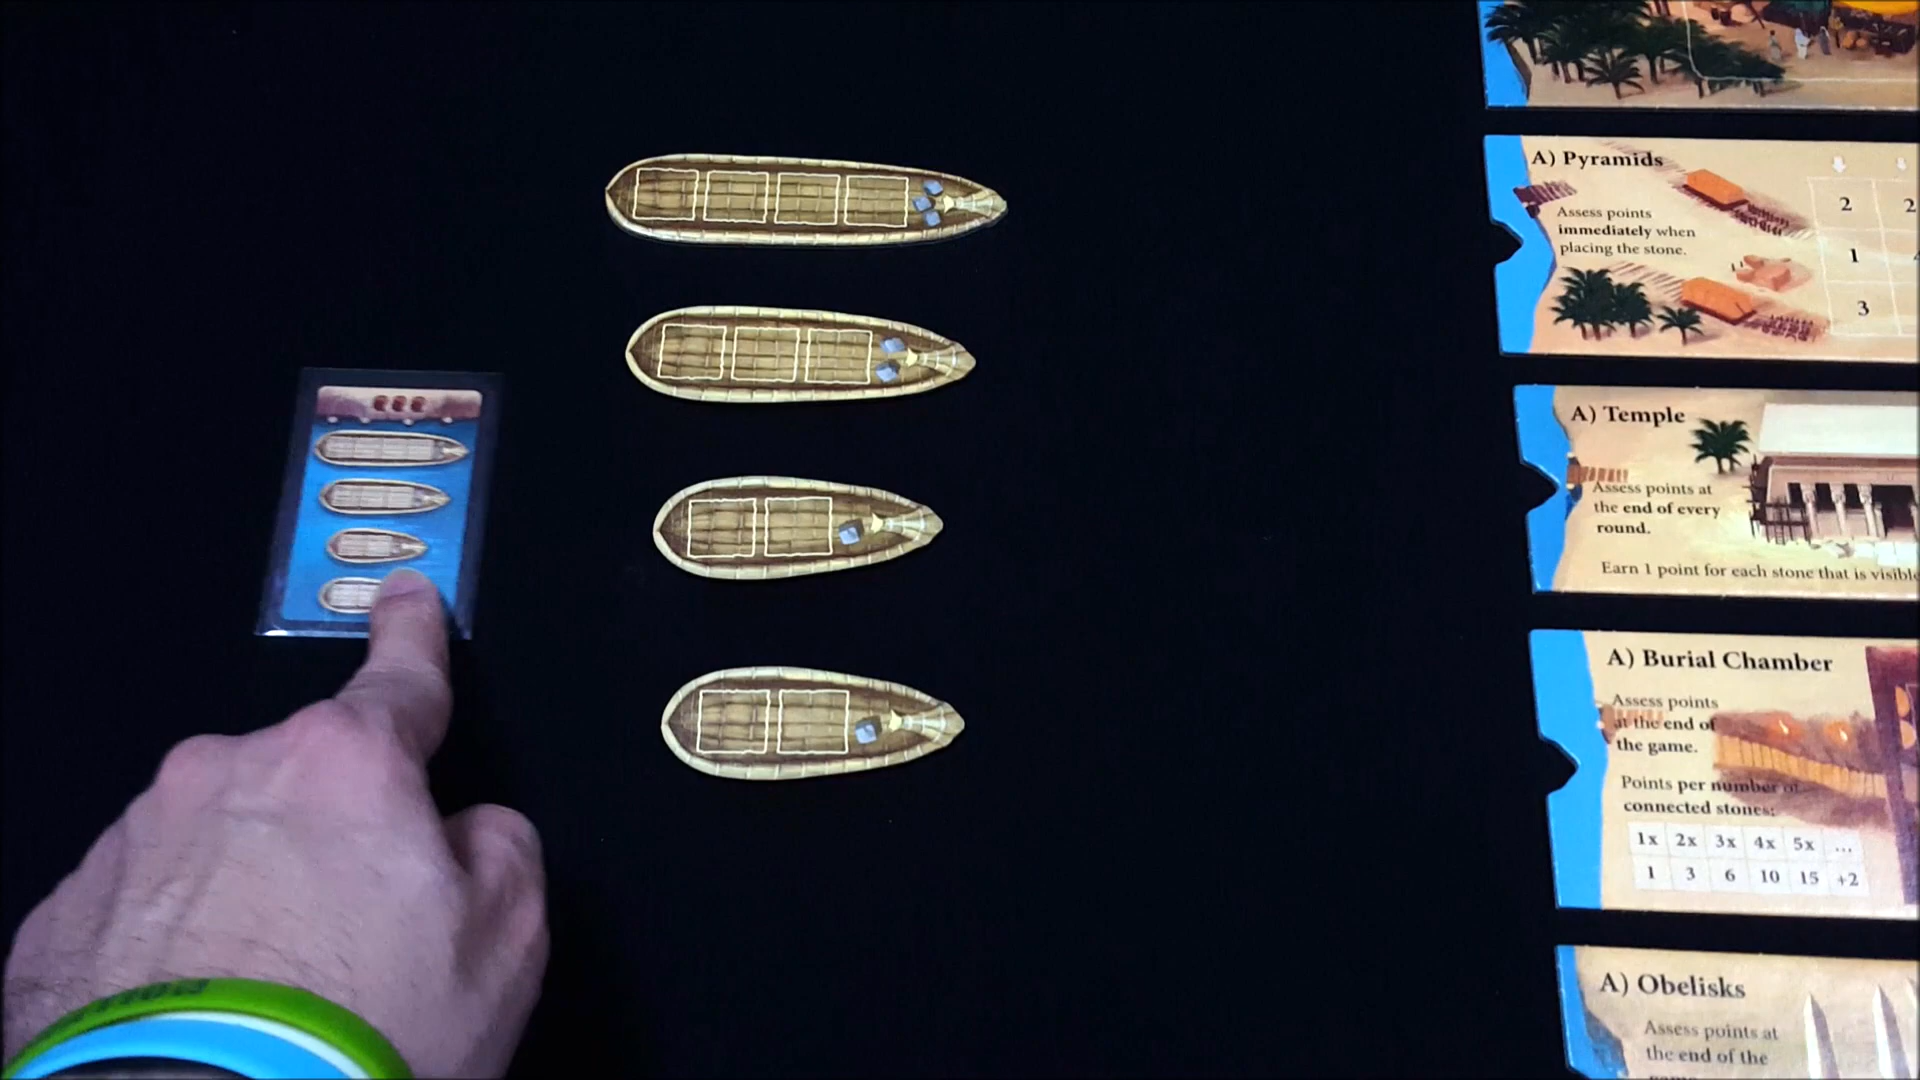 A) Pyramids
Assess points
immediately when
placing the stone.
2 2
1
3
A) Temple
Assess points at
the end of every
round.
Earn 1 point for each stone that is visible
A) Burial Chamber
Assess points
at the end of
the game.
Points per number of
connected stones:
1x 2x 3x 4x 5x ...
1 3 6 10 15 +2
A) Obelisks
Assess points at
the end of the